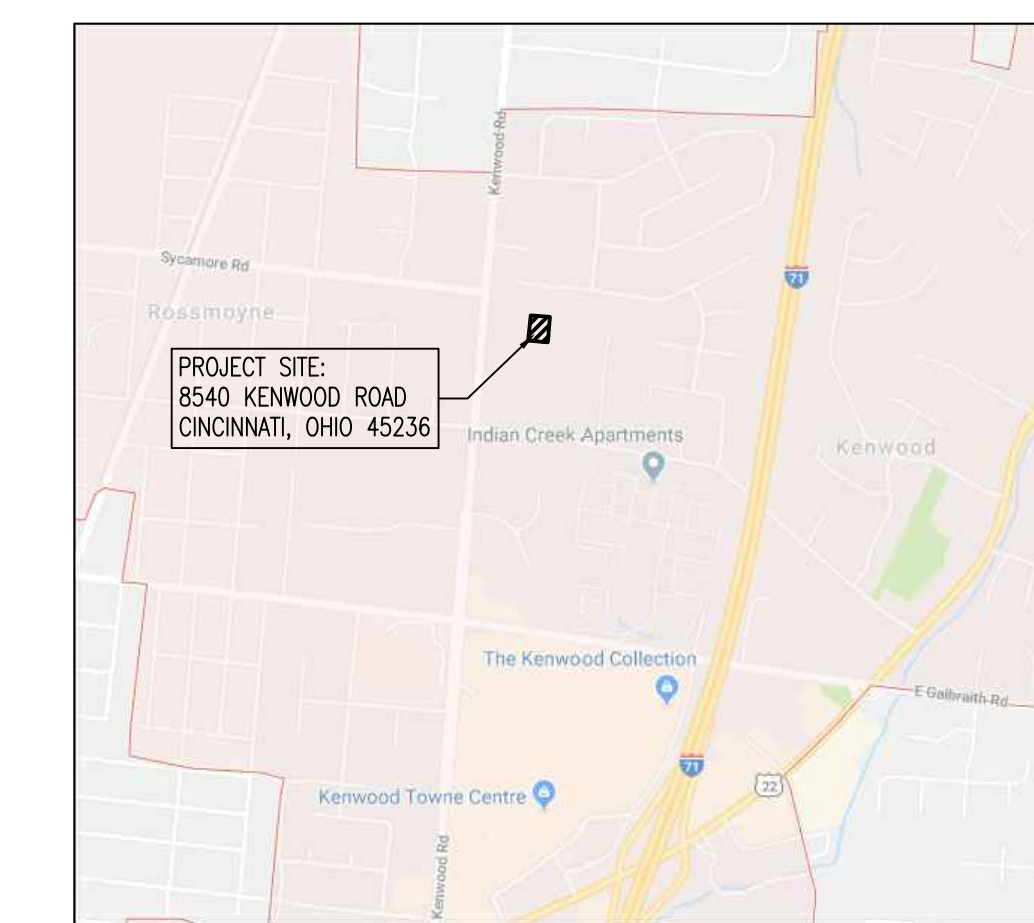 Kenwood Rd
Sycamore Rd
71
Rossmoyne
PROJECT SITE:
8540 KENWOOD ROAD
CINCINNATI, OHIO 45236
Indian Creek Apartments
Kenwood
The Kenwood Collection
E Galbraith Rd
71
22
Kenwood Towne Centre
Kenwood Rd